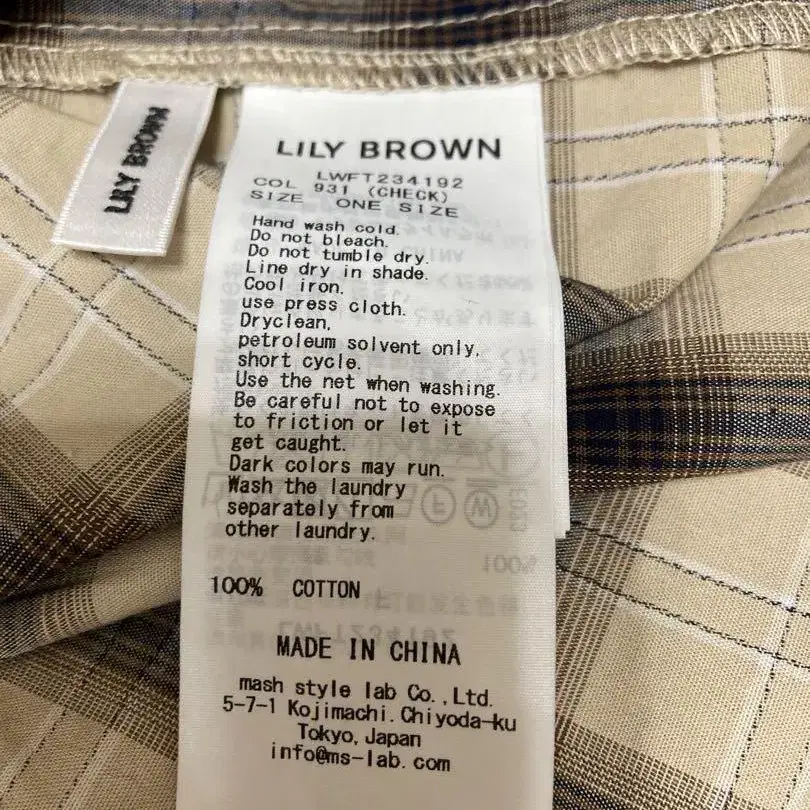 LILY BROWN
LILY BROWN
LWFT234192
COL 931 (CHECK)
SIZE ONE SIZE
Hand wash cold.
Do not bleach.
Do not tumble dry.
Line dry in shade.
Cool iron.
use press cloth.
Dryclean,
petroleum solvent only,
short cycle.
Use the net when washing.
Be careful not to expose
to friction or let it
get caught.
Dark colors may run.
Wash the laundry
separately from
other laundry.
100% COTTON
MADE IN CHINA
mash style lab Co.,Ltd.
5-7-1 Kojimachi.Chiyoda-ku
Tokyo,Japan
info@ms-lab.com